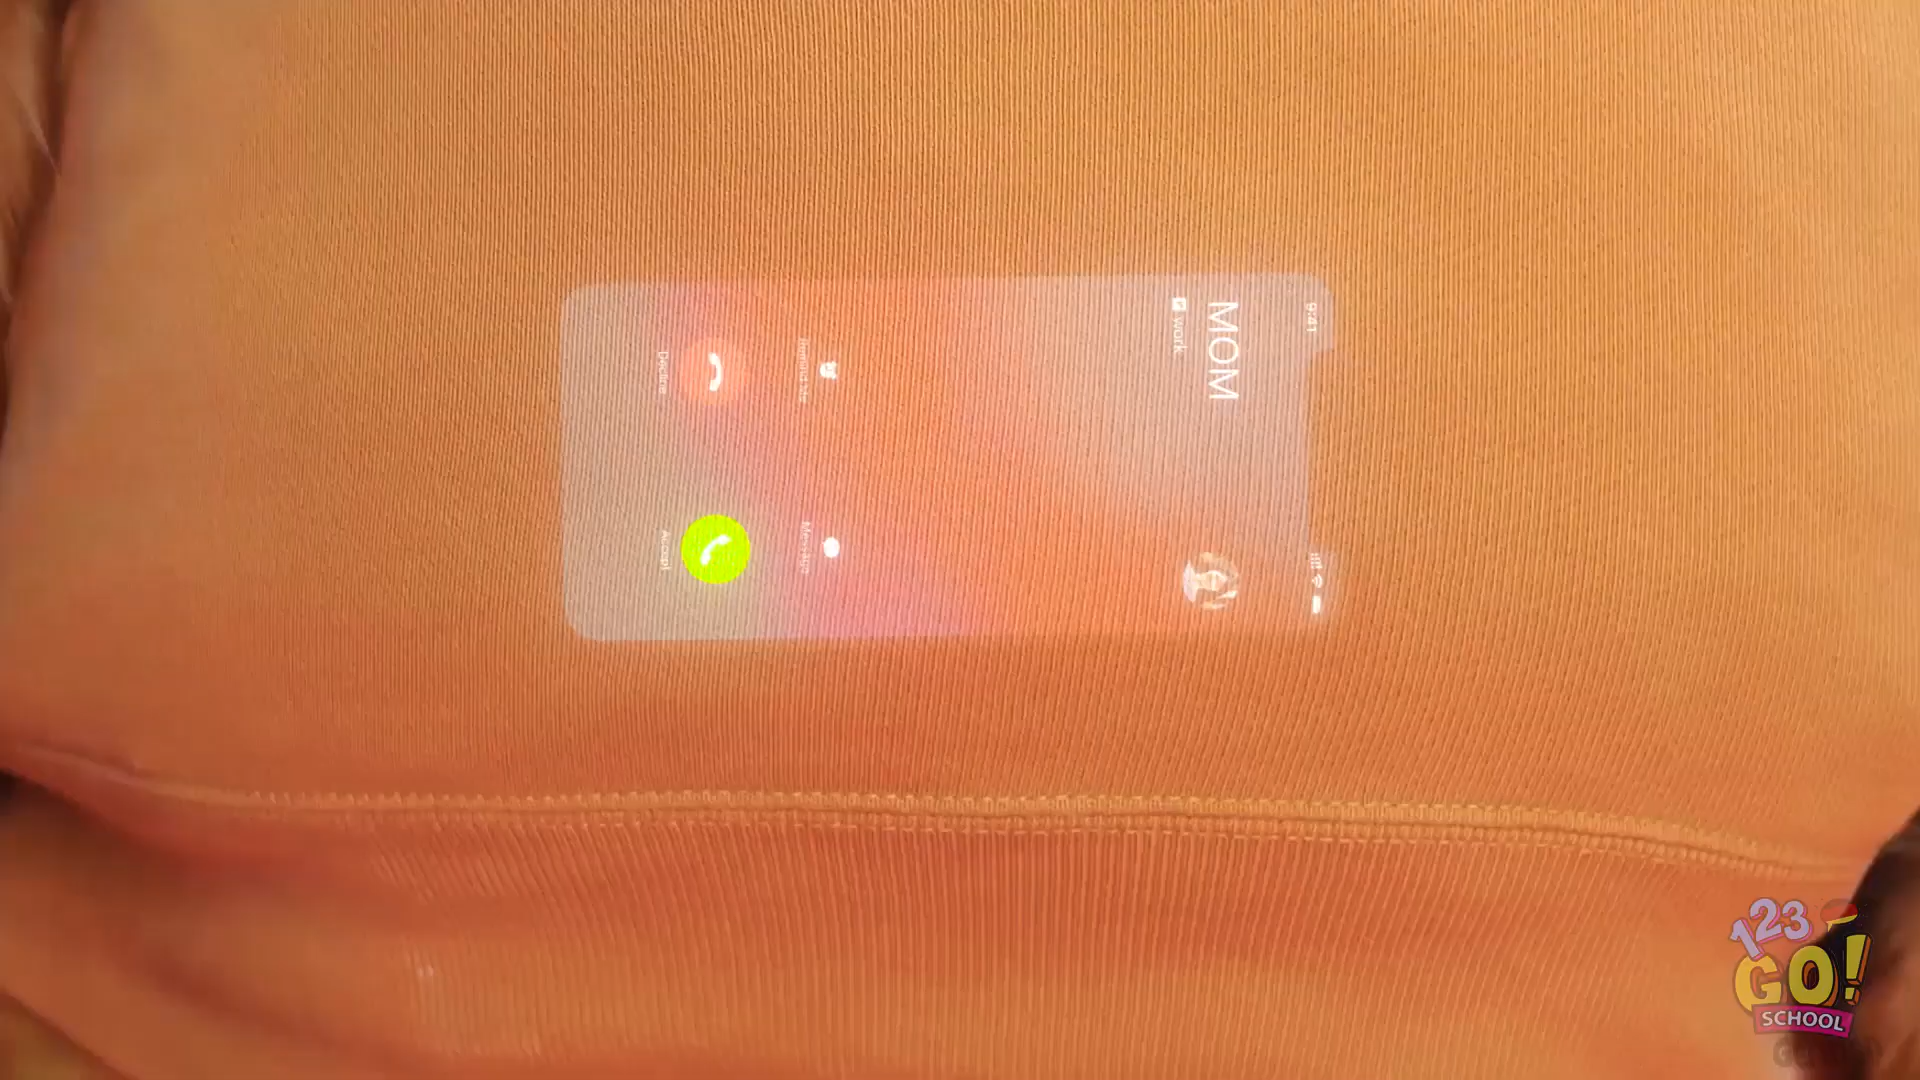 9:41
MOM
work
Remind Me
Message
Decline
Accept
123
GO!
SCHOOL